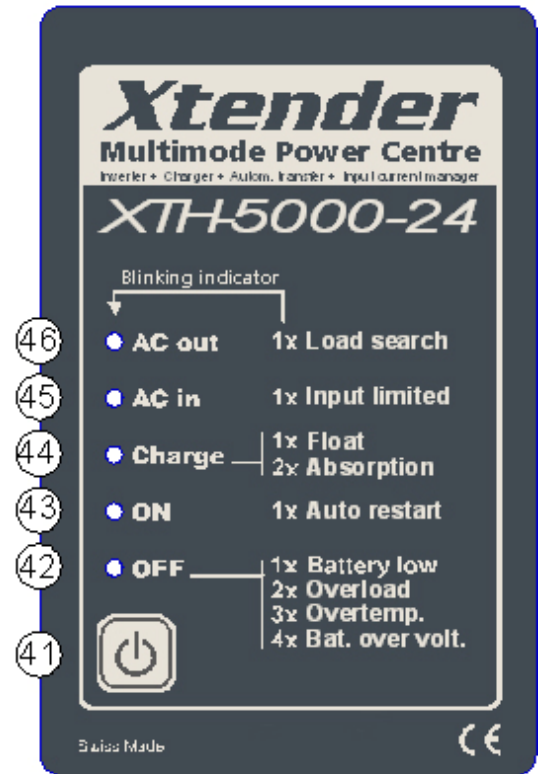 Xtender
Multimode Power Centre
Inverter + Charger + Autom. transfer + Input current manager
XTH-5000-24
Blinking indicator
46 AC out 1x Load search
45 AC in 1x Input limited
44 Charge 1x Float
2x Absorption
43 ON 1x Auto restart
42 OFF 1x Battery low
2x Overload
3x Overtemp.
4x Bat. over volt.
41
Swiss Made CE